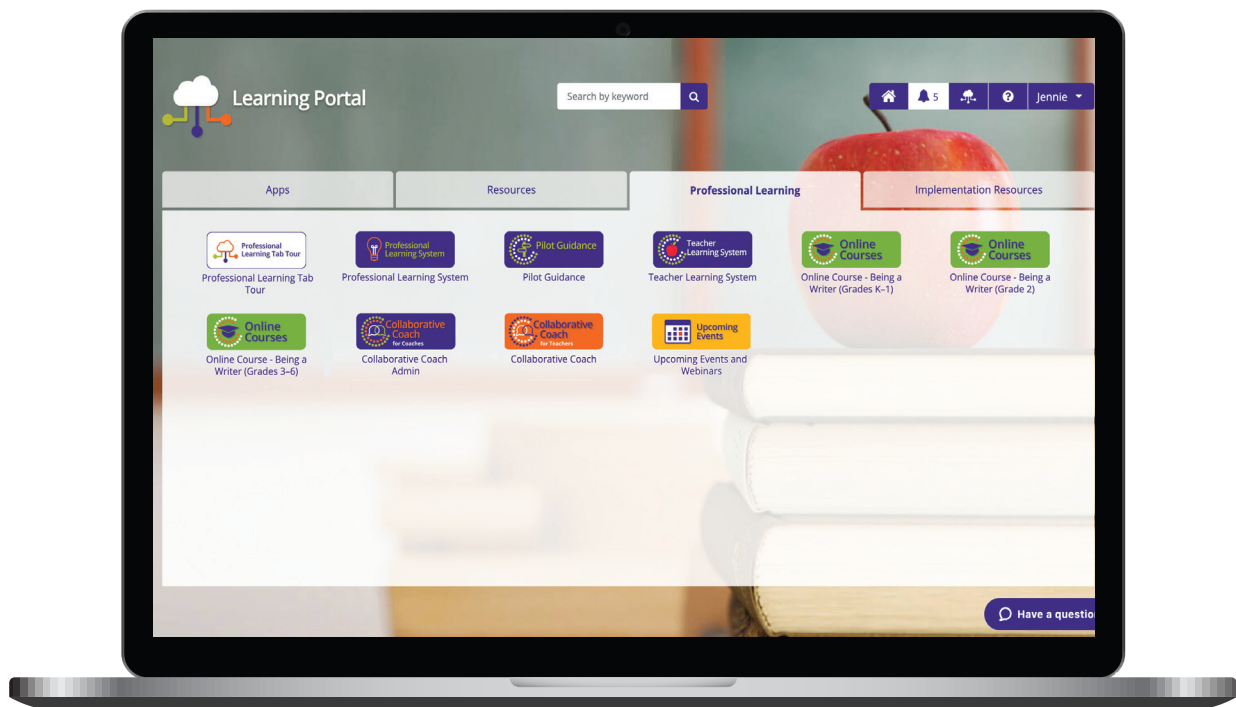 Learning Portal
Search by keyword
5
Jennie
Apps
Resources
Professional Learning
Implementation Resources
Professional
Learning Tab Tour
Professional Learning Tab
Tour
Professional
Learning System
Professional Learning System
Pilot Guidance
Pilot Guidance
Teacher
Learning System
Teacher Learning System
Online
Courses
Online Course - Being a
Writer (Grades K–1)
Online
Courses
Online Course - Being a
Writer (Grade 2)
Online
Courses
Online Course - Being a
Writer (Grades 3–6)
Collaborative
Coach
for Coaches
Collaborative Coach
Admin
Collaborative
Coach
for Teachers
Collaborative Coach
Upcoming
Events
Upcoming Events and
Webinars
Have a questio